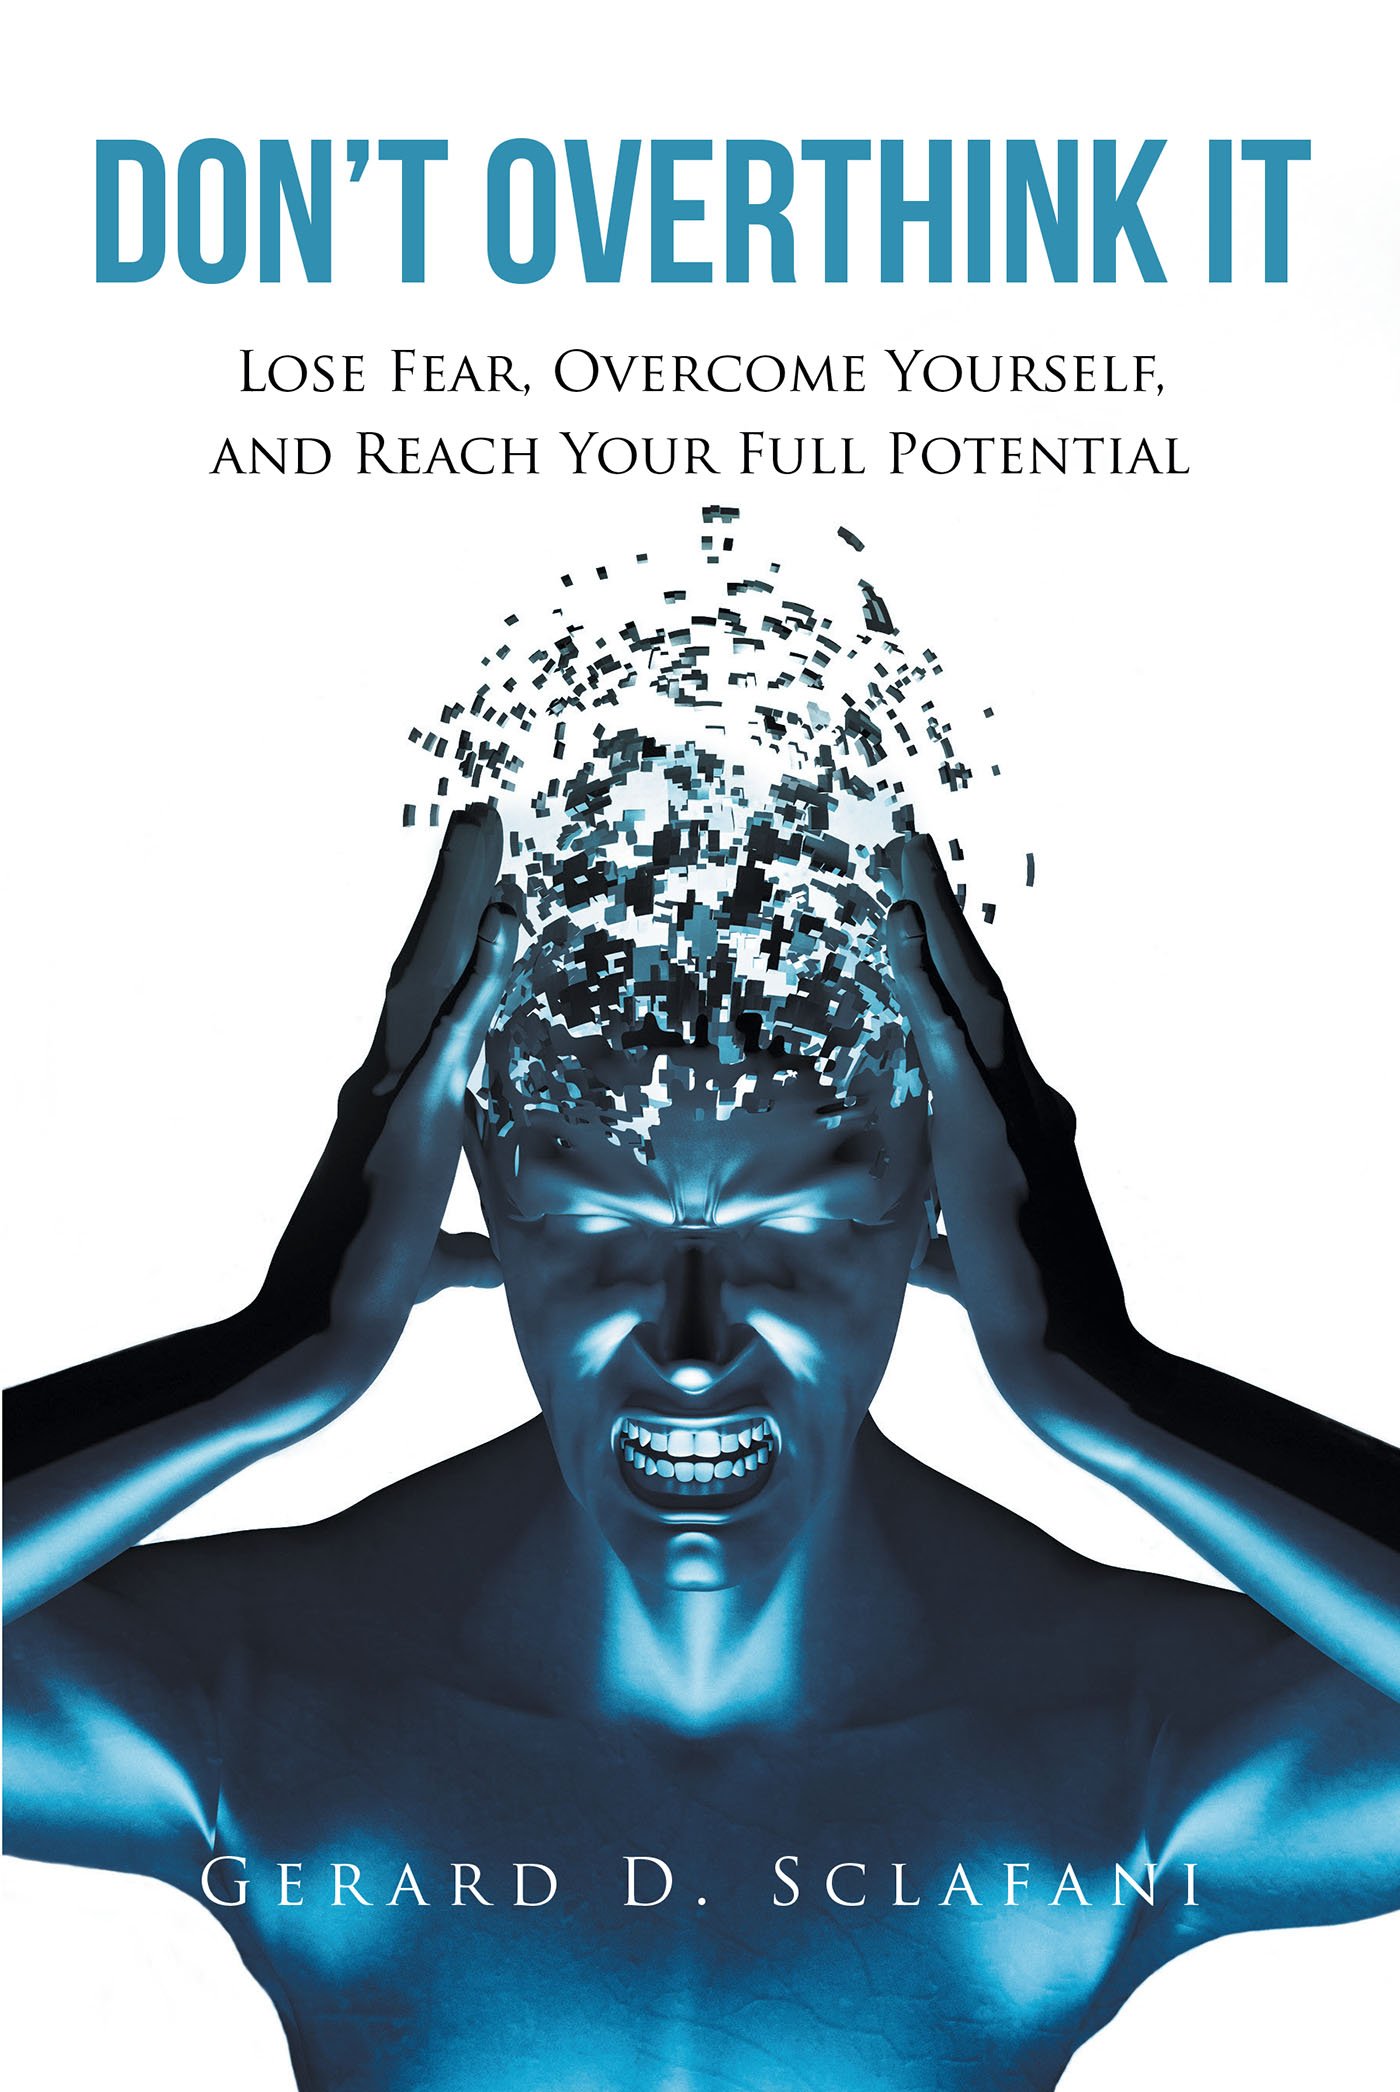 DON’T OVERTHINK IT
Lose Fear, Overcome Yourself,
and Reach Your Full Potential
Gerard D. Sclafani